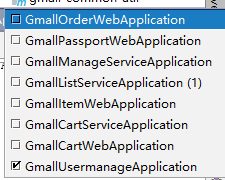 gmall-common-util
GmallOrderWebApplication
GmallPassportWebApplication
GmallManageServiceApplication
GmallListServiceApplication (1)
GmallItemWebApplication
GmallCartServiceApplication
GmallCartWebApplication
GmallUsermanageApplication